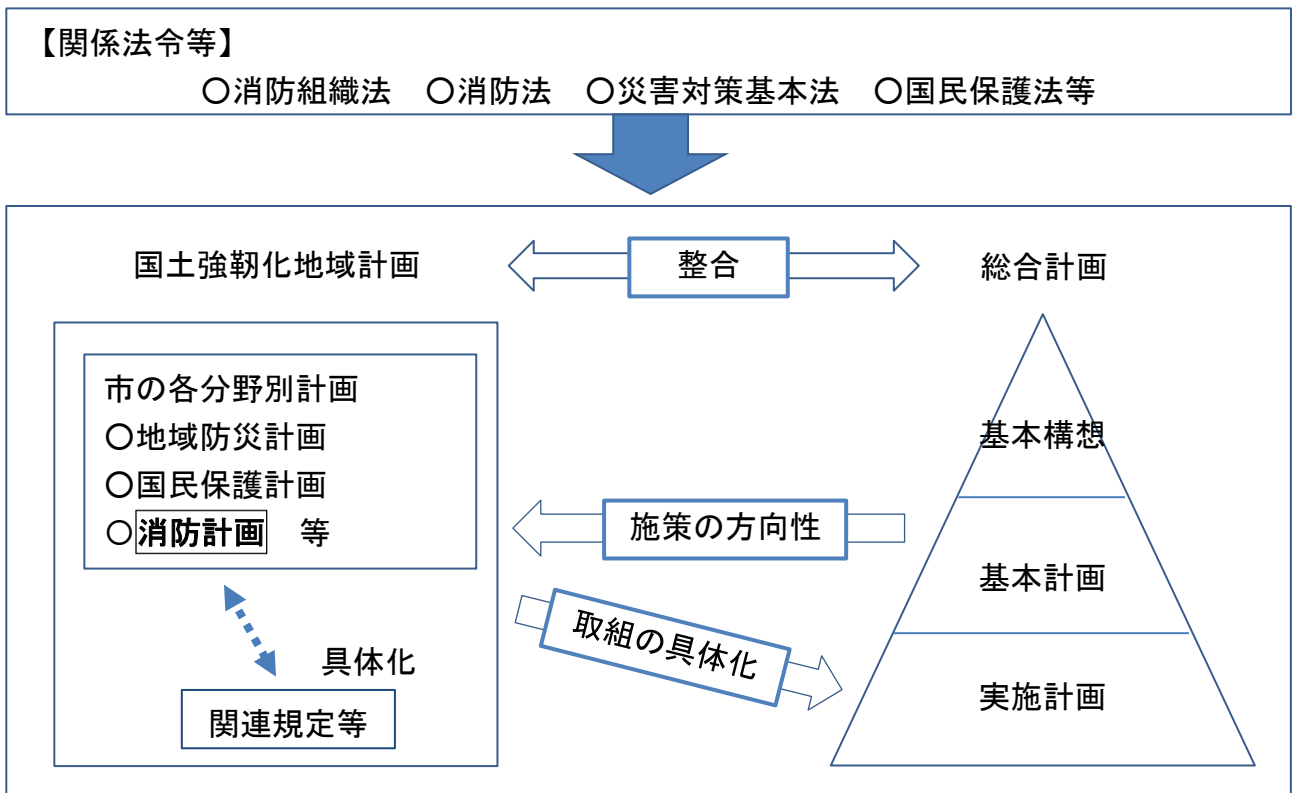 【関係法令等】
〇消防組織法　〇消防法　〇災害対策基本法　〇国民保護法等
国土強靭化地域計画
整合
総合計画
市の各分野別計画
〇地域防災計画
〇国民保護計画
〇消防計画　等
具体化
関連規定等
施策の方向性
取組の具体化
基本構想
基本計画
実施計画